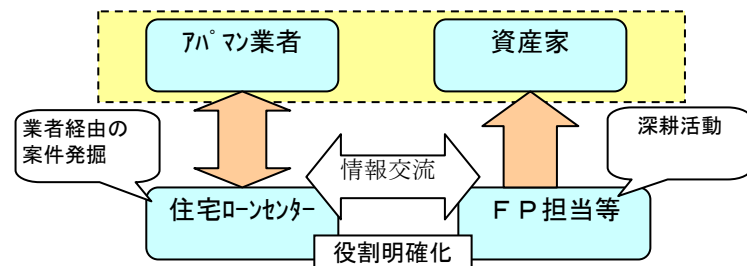 ｱﾊﾟﾏﾝ業者
資産家
業者経由の
案件発掘
深耕活動
情報交流
住宅ﾛｰﾝｾﾝﾀｰ
ＦＰ担当等
役割明確化